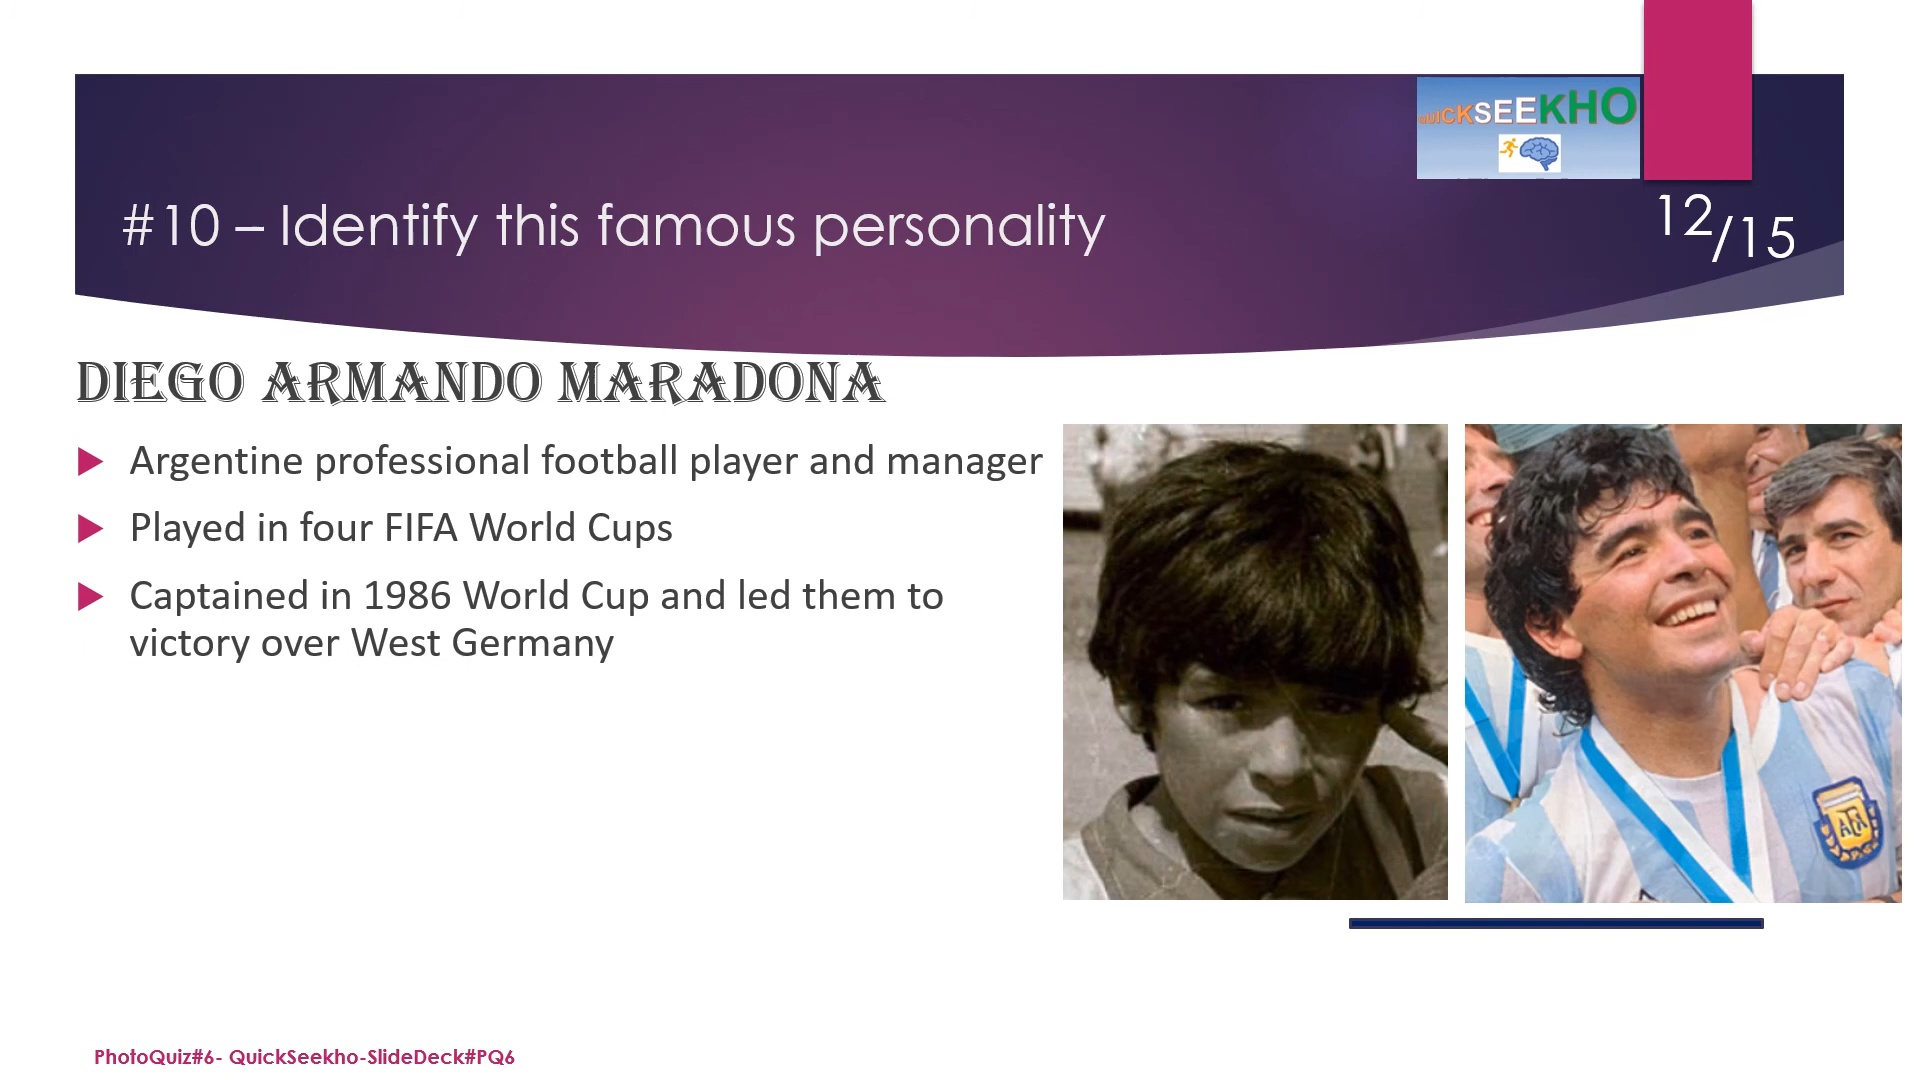 QUICKSEEKHO
#10 – Identify this famous personality
12/15
DIEGO ARMANDO MARADONA
Argentine professional football player and manager
Played in four FIFA World Cups
Captained in 1986 World Cup and led them to
victory over West Germany
AFA
PhotoQuiz#6- QuickSeekho-SlideDeck#PQ6